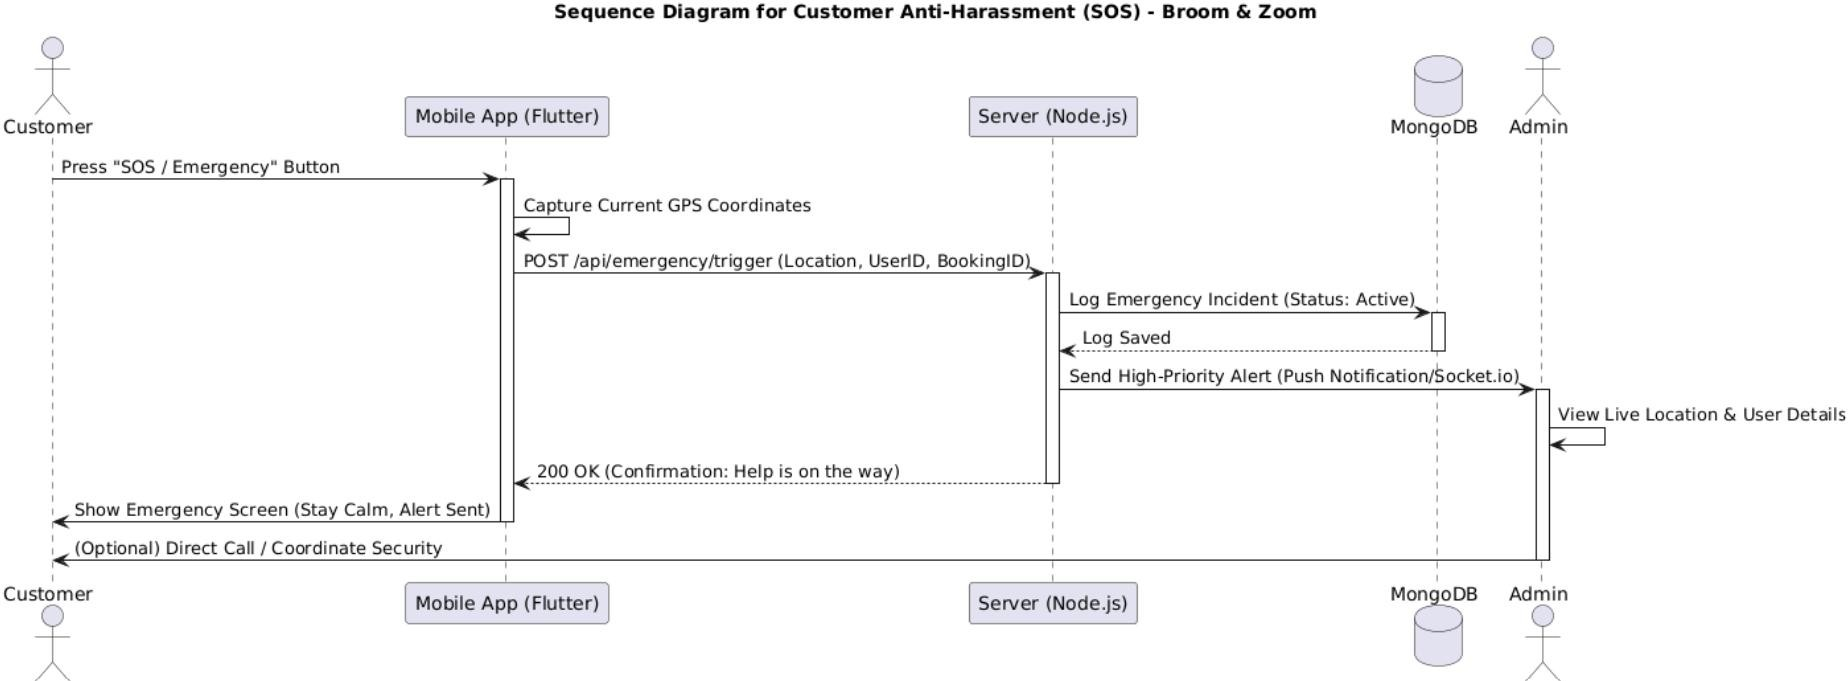 Sequence Diagram for Customer Anti-Harassment (SOS) - Broom & Zoom
Customer
Mobile App (Flutter)
Server (Node.js)
MongoDB
Admin
Press "SOS / Emergency" Button
Capture Current GPS Coordinates
POST /api/emergency/trigger (Location, UserID, BookingID)
Log Emergency Incident (Status: Active)
Log Saved
Send High-Priority Alert (Push Notification/Socket.io)
View Live Location & User Details
200 OK (Confirmation: Help is on the way)
Show Emergency Screen (Stay Calm, Alert Sent)
(Optional) Direct Call / Coordinate Security
Customer
Mobile App (Flutter)
Server (Node.js)
MongoDB
Admin